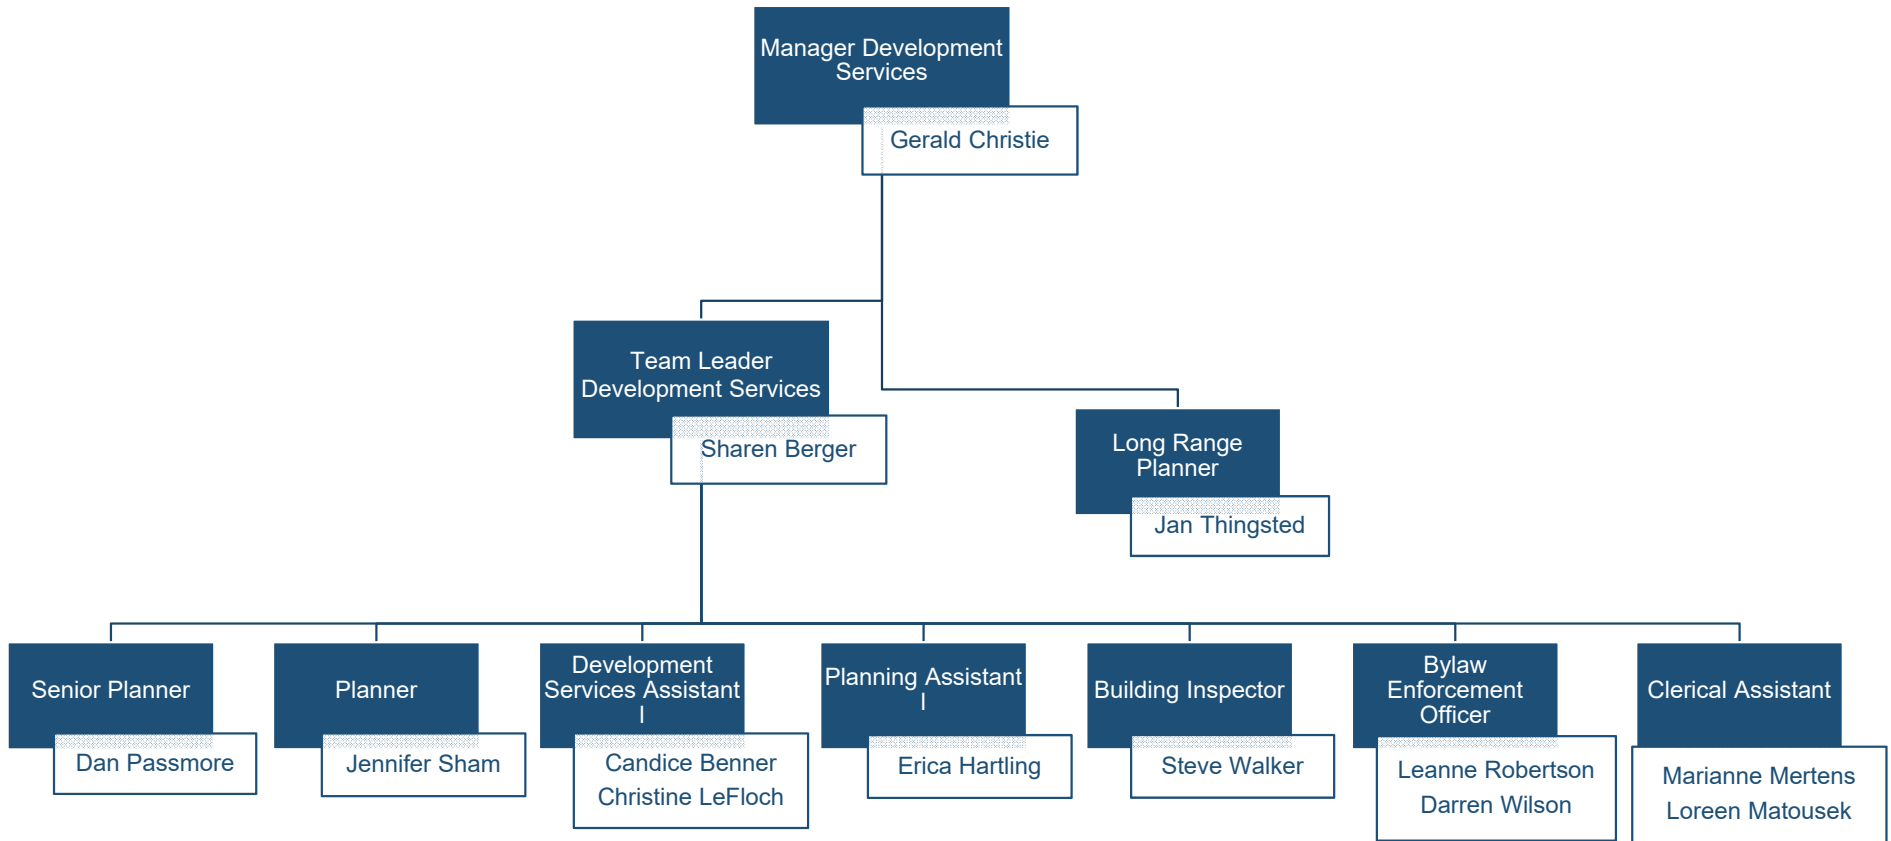 Manager Development
Services
Gerald Christie
Team Leader
Development Services
Sharen Berger
Long Range
Planner
Jan Thingsted
Senior Planner
Dan Passmore
Planner
Jennifer Sham
Development
Services Assistant
I
Candice Benner
Christine LeFloch
Planning Assistant
I
Erica Hartling
Building Inspector
Steve Walker
Bylaw
Enforcement
Officer
Leanne Robertson
Darren Wilson
Clerical Assistant
Marianne Mertens
Loreen Matousek